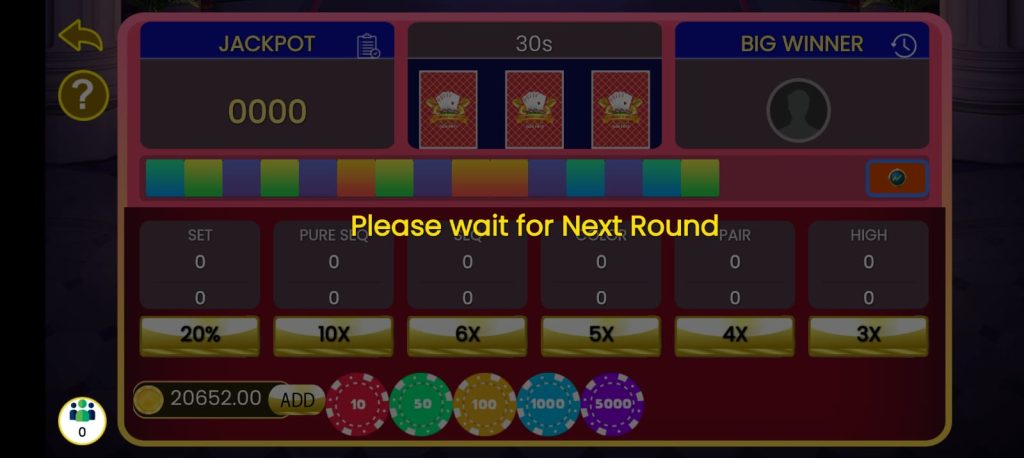 JACKPOT
30s
BIG WINNER
?
0000
Please wait for Next Round
SET
PURE SEQ
SEQ
COLOR
PAIR
HIGH
0
0
0
0
0
0
0
0
0
0
0
0
20%
10X
6X
5X
4X
3X
20652.00
ADD
10
50
100
1000
5000
0